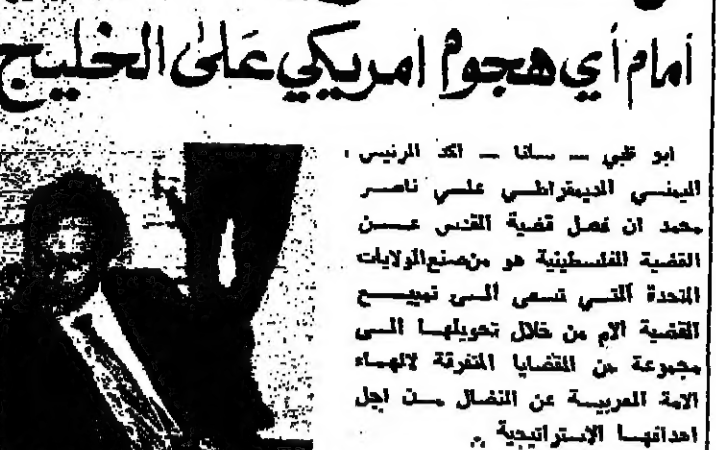 أمام أي هجوم امريكي على الخليج
ابو ظبي — سانا — اكد الرئيس
اليمني الديمقراطي علي ناصر
محمد ان فصل قضية القدس عن
القضية الفلسطينية هو من صنع الولايات
المتحدة التي تسعى الى تمييع
القضية الام من خلال تحويلها الى
مجموعة من القضايا المتفرقة لالهاء
الامة العربية عن النضال من اجل
اهدافها الاستراتيجية .